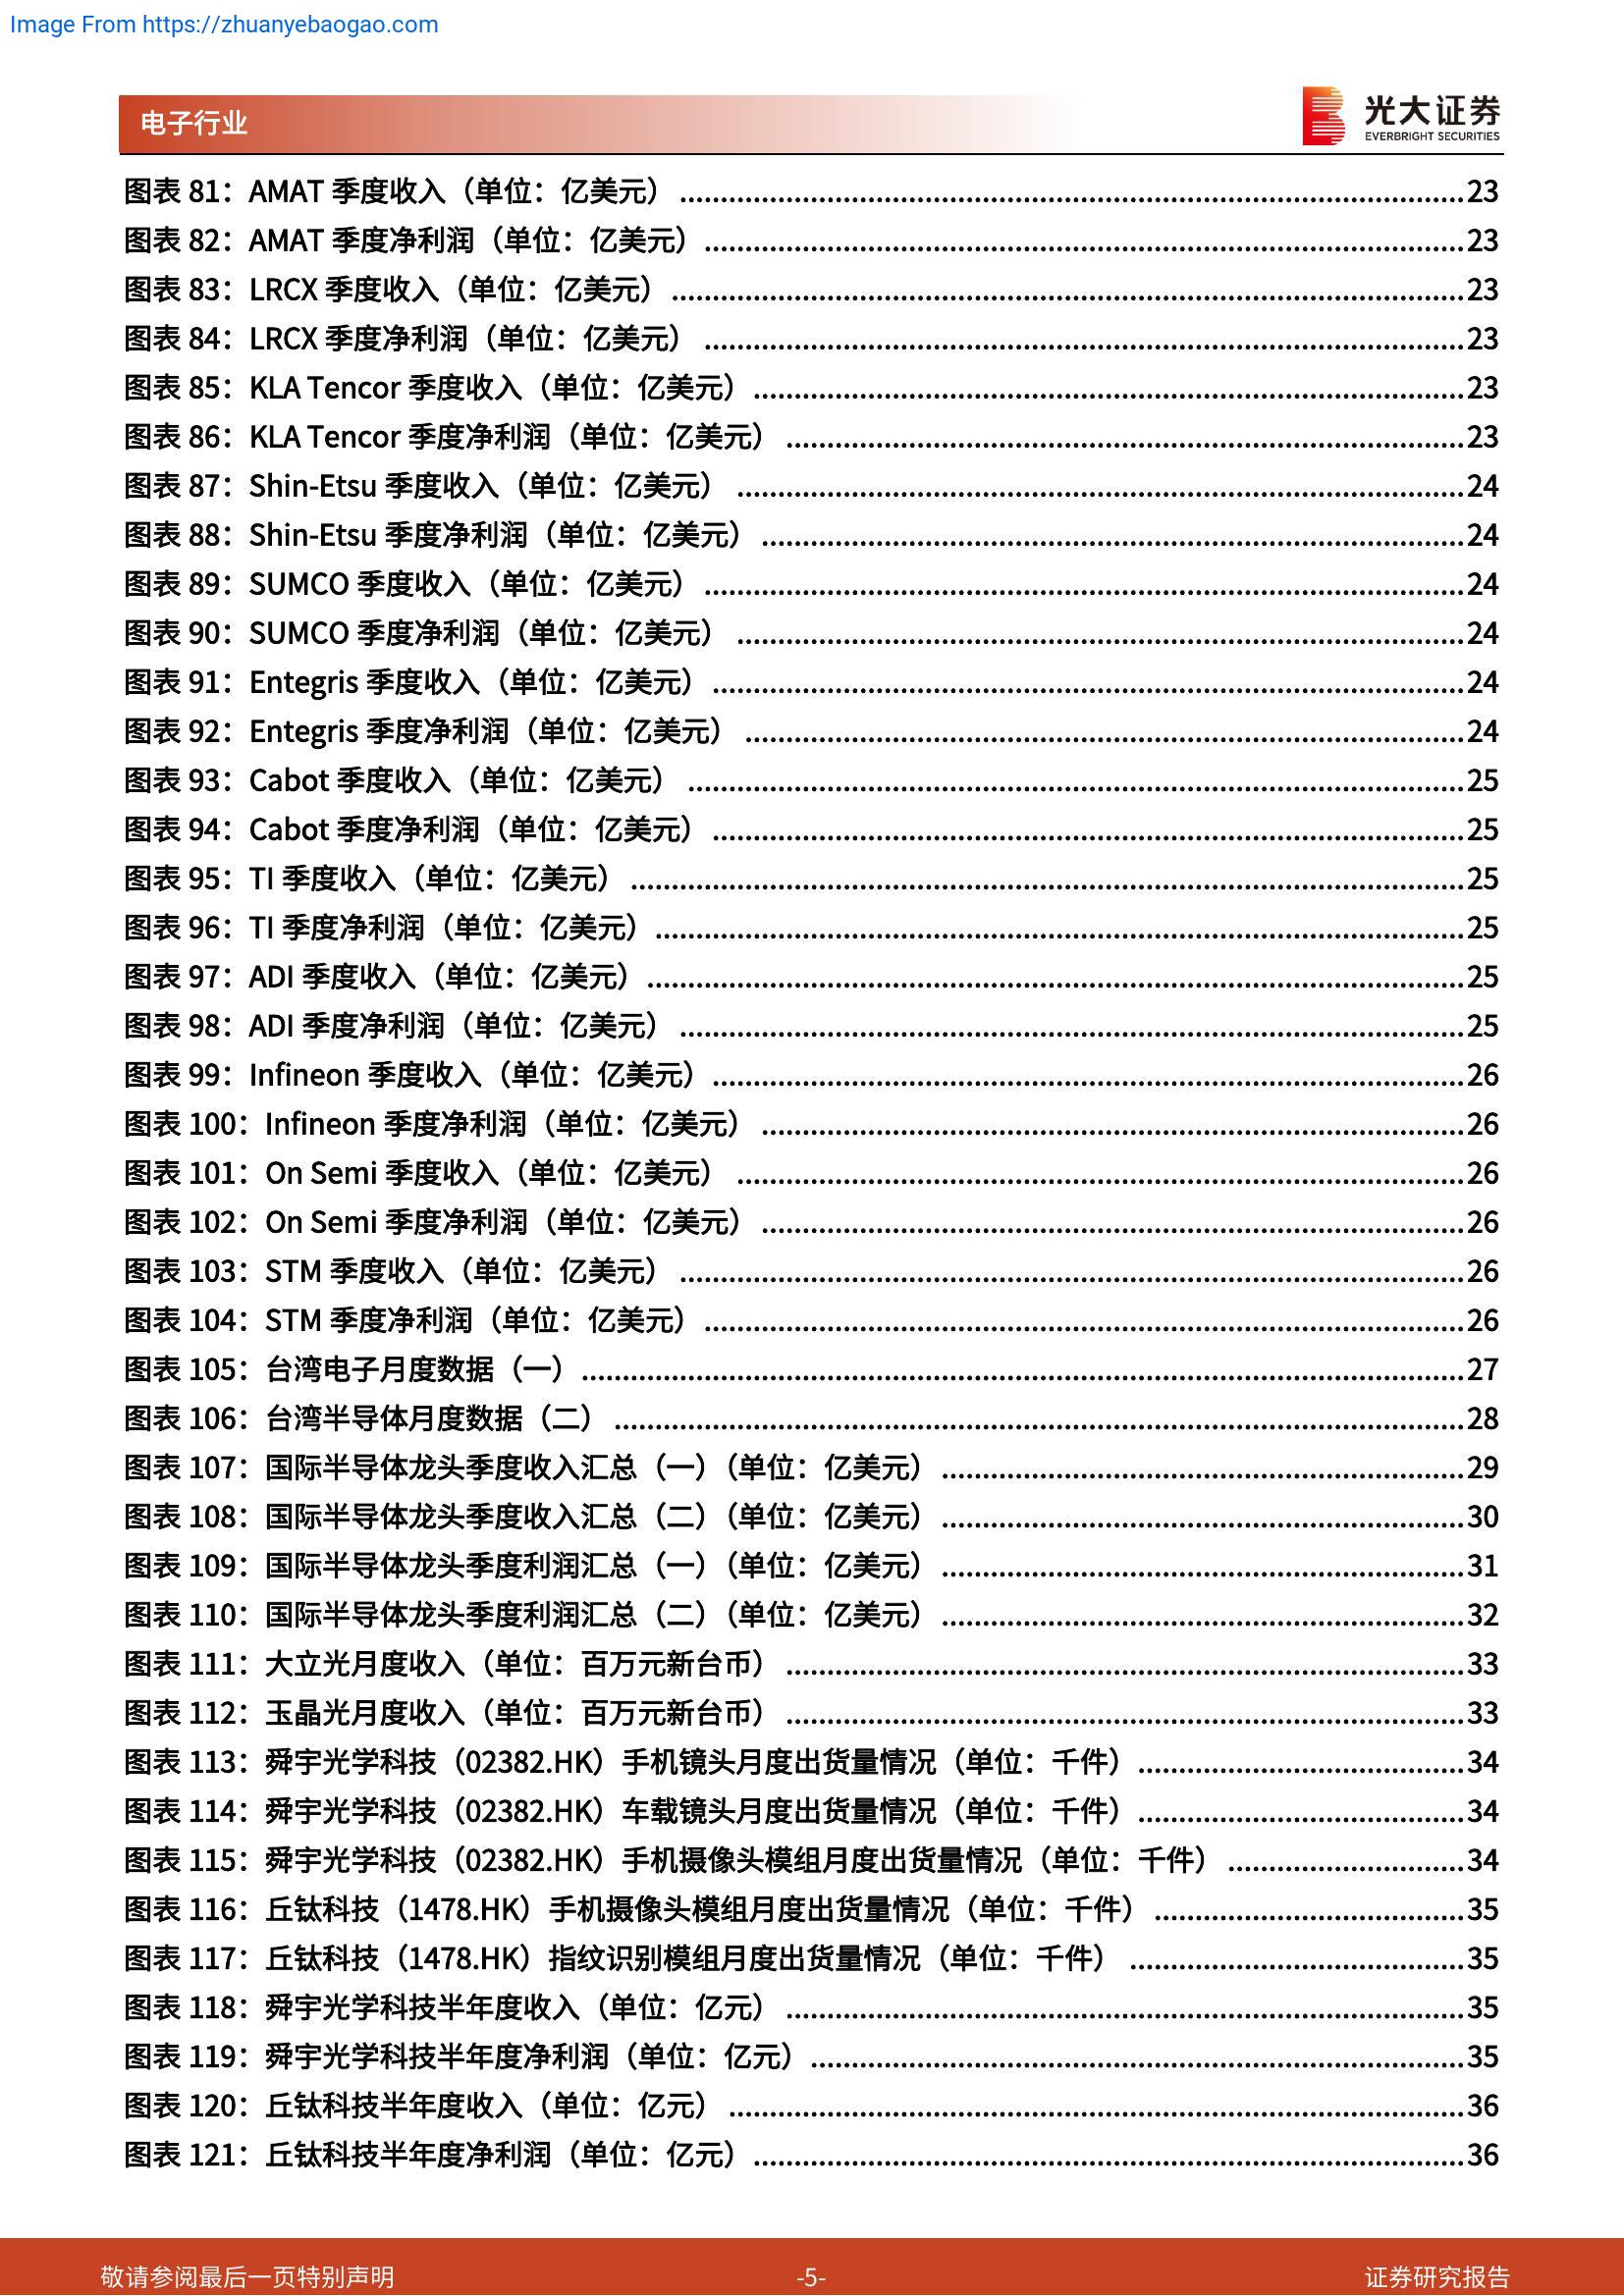 Image From https://zhuanyebaogao.com
电子行业
光大证券
EVERBRIGHT SECURITIES
图表 81：AMAT 季度收入（单位：亿美元）23
图表 82：AMAT 季度净利润（单位：亿美元）23
图表 83：LRCX 季度收入（单位：亿美元）23
图表 84：LRCX 季度净利润（单位：亿美元）23
图表 85：KLA Tencor 季度收入（单位：亿美元）23
图表 86：KLA Tencor 季度净利润（单位：亿美元）23
图表 87：Shin-Etsu 季度收入（单位：亿美元）24
图表 88：Shin-Etsu 季度净利润（单位：亿美元）24
图表 89：SUMCO 季度收入（单位：亿美元）24
图表 90：SUMCO 季度净利润（单位：亿美元）24
图表 91：Entegris 季度收入（单位：亿美元）24
图表 92：Entegris 季度净利润（单位：亿美元）24
图表 93：Cabot 季度收入（单位：亿美元）25
图表 94：Cabot 季度净利润（单位：亿美元）25
图表 95：TI 季度收入（单位：亿美元）25
图表 96：TI 季度净利润（单位：亿美元）25
图表 97：ADI 季度收入（单位：亿美元）25
图表 98：ADI 季度净利润（单位：亿美元）25
图表 99：Infineon 季度收入（单位：亿美元）26
图表 100：Infineon 季度净利润（单位：亿美元）26
图表 101：On Semi 季度收入（单位：亿美元）26
图表 102：On Semi 季度净利润（单位：亿美元）26
图表 103：STM 季度收入（单位：亿美元）26
图表 104：STM 季度净利润（单位：亿美元）26
图表 105：台湾电子月度数据（一）27
图表 106：台湾半导体月度数据（二）28
图表 107：国际半导体龙头季度收入汇总（一）（单位：亿美元）29
图表 108：国际半导体龙头季度收入汇总（二）（单位：亿美元）30
图表 109：国际半导体龙头季度利润汇总（一）（单位：亿美元）31
图表 110：国际半导体龙头季度利润汇总（二）（单位：亿美元）32
图表 111：大立光月度收入（单位：百万元新台币）33
图表 112：玉晶光月度收入（单位：百万元新台币）33
图表 113：舜宇光学科技（02382.HK）手机镜头月度出货量情况（单位：千件）34
图表 114：舜宇光学科技（02382.HK）车载镜头月度出货量情况（单位：千件）34
图表 115：舜宇光学科技（02382.HK）手机摄像头模组月度出货量情况（单位：千件）34
图表 116：丘钛科技（1478.HK）手机摄像头模组月度出货量情况（单位：千件）35
图表 117：丘钛科技（1478.HK）指纹识别模组月度出货量情况（单位：千件）35
图表 118：舜宇光学科技半年度收入（单位：亿元）35
图表 119：舜宇光学科技半年度净利润（单位：亿元）35
图表 120：丘钛科技半年度收入（单位：亿元）36
图表 121：丘钛科技半年度净利润（单位：亿元）36
敬请参阅最后一页特别声明
-5-
证券研究报告